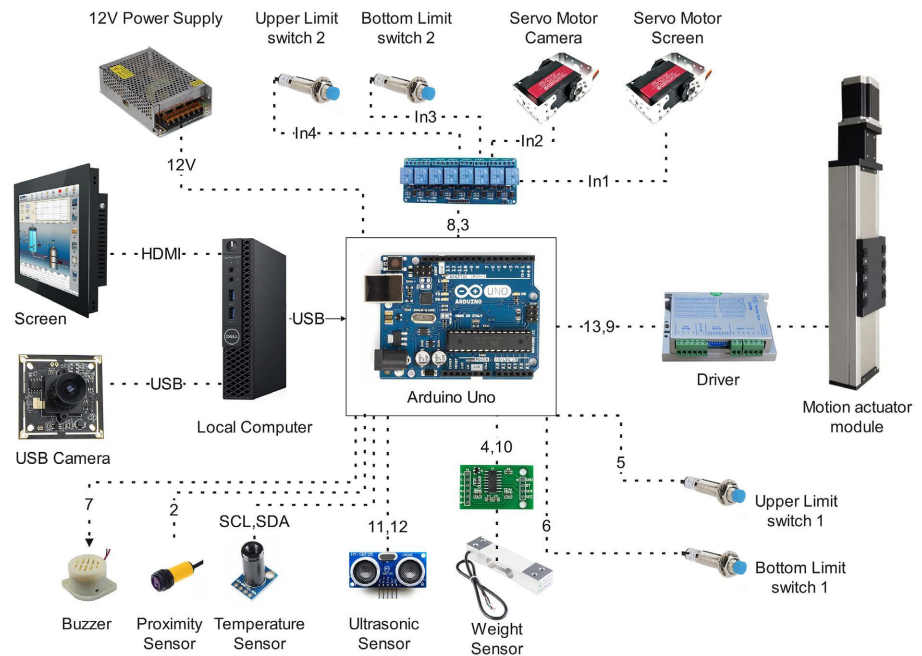 12V Power Supply
Upper Limit
switch 2
Bottom Limit
switch 2
Servo Motor
Camera
Servo Motor
Screen
In4
In3
In2
In1
12V
8,3
HDMI
USB
USB
13,9
Screen
DELL
UNO
ARDUINO
Arduino Uno
Driver
Motion actuator
module
USB Camera
Local Computer
7
2
SCL,SDA
11,12
4,10
6
5
Upper Limit
switch 1
Bottom Limit
switch 1
Buzzer
Proximity
Sensor
Temperature
Sensor
Ultrasonic
Sensor
Weight
Sensor